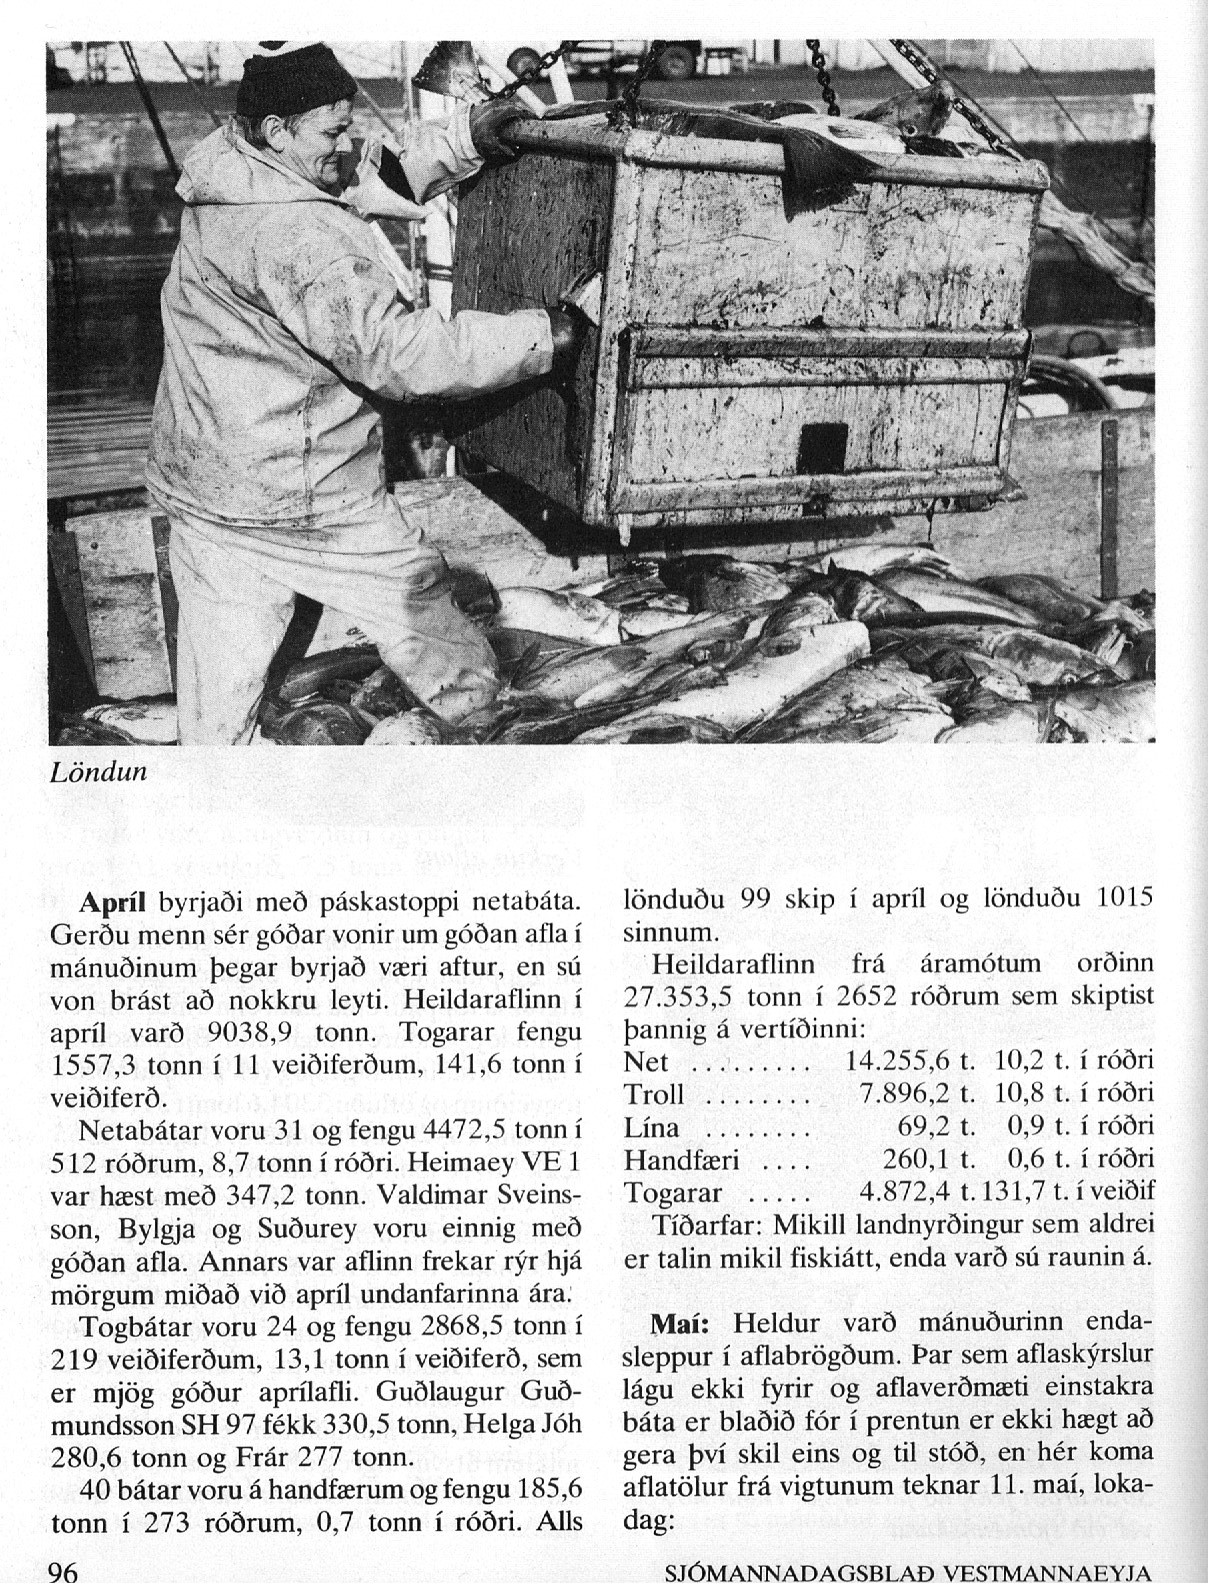 Löndun
Apríl byrjaði með páskastoppi netabáta.
Gerðu menn sér góðar vonir um góðan afla í
mánuðinum þegar byrjað væri aftur, en sú
von brást að nokkru leyti. Heildaraflinn í
apríl varð 9038,9 tonn. Togarar fengu
1557,3 tonn í 11 veiðiferðum, 141,6 tonn í
veiðiferð.
Netabátar voru 31 og fengu 4472,5 tonn í
512 róðrum, 8,7 tonn í róðri. Heimaey VE 1
var hæst með 347,2 tonn. Valdimar Sveins-
son, Bylgja og Suðurey voru einnig með
góðan afla. Annars var aflinn frekar rýr hjá
mörgum miðað við apríl undanfarinna ára.
Togbátar voru 24 og fengu 2868,5 tonn í
219 veiðiferðum, 13,1 tonn í veiðiferð, sem
er mjög góður aprílafli. Guðlaugur Guð-
mundsson SH 97 fékk 330,5 tonn, Helga Jóh
280,6 tonn og Frár 277 tonn.
40 bátar voru á handfærum og fengu 185,6
tonn í 273 róðrum, 0,7 tonn í róðri. Alls
lönduðu 99 skip í apríl og lönduðu 1015
sinnum.
Heildaraflinn frá áramótum orðinn
27.353,5 tonn í 2652 róðrum sem skiptist
þannig á vertíðinni:
Net ......... 14.255,6 t. 10,2 t. í róðri
Troll ........ 7.896,2 t. 10,8 t. í róðri
Lína ........ 69,2 t. 0,9 t. í róðri
Handfæri .... 260,1 t. 0,6 t. í róðri
Togarar ..... 4.872,4 t. 131,7 t. í veiðif
Tíðarfar: Mikill landnyrðingur sem aldrei
er talin mikil fiskiátt, enda varð sú raunin á.
Maí: Heldur varð mánuðurinn enda-
sleppur í aflabrögðum. Þar sem aflaskýrslur
lágu ekki fyrir og aflaverðmæti einstakra
báta er blaðið fór í prentun er ekki hægt að
gera því skil eins og til stóð, en hér koma
aflatölur frá vigtunum teknar 11. maí, loka-
dag:
96
SJÓMANNADAGSBLAÐ VESTMANNAEYJA